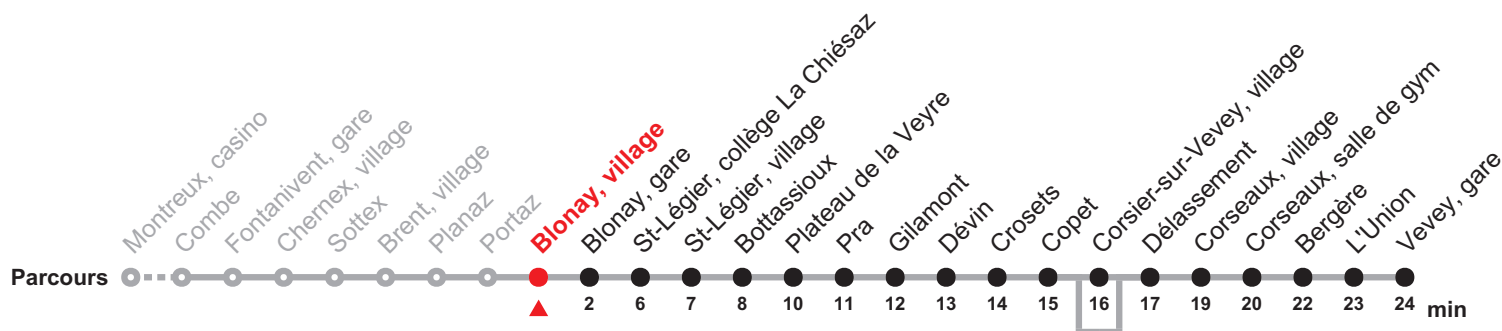 Montreux, casino
Combe
Fontanivent, gare
Chernex, village
Sottex
Brent, village
Planaz
Portaz
Blonay, village
Blonay, gare
St-Légier, collège La Chiésaz
St-Légier, village
Bottassioux
Plateau de la Veyre
Pra
Gilamont
Dévin
Crosets
Copet
Corsier-sur-Vevey, village
Délassement
Corseaux, village
Corseaux, salle de gym
Bergère
L'Union
Vevey, gare
Parcours
2 6 7 8 10 11 12 13 14 15 16 17 19 20 22 23 24 min